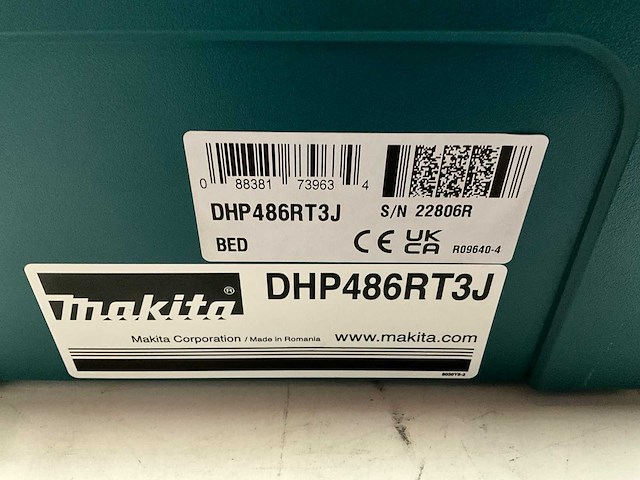 0 88381 73963 4
DHP486RT3J S/N 22806R
BED CE UK CA R09640-4
makita® DHP486RT3J
Makita Corporation / Made in Romania www.makita.com